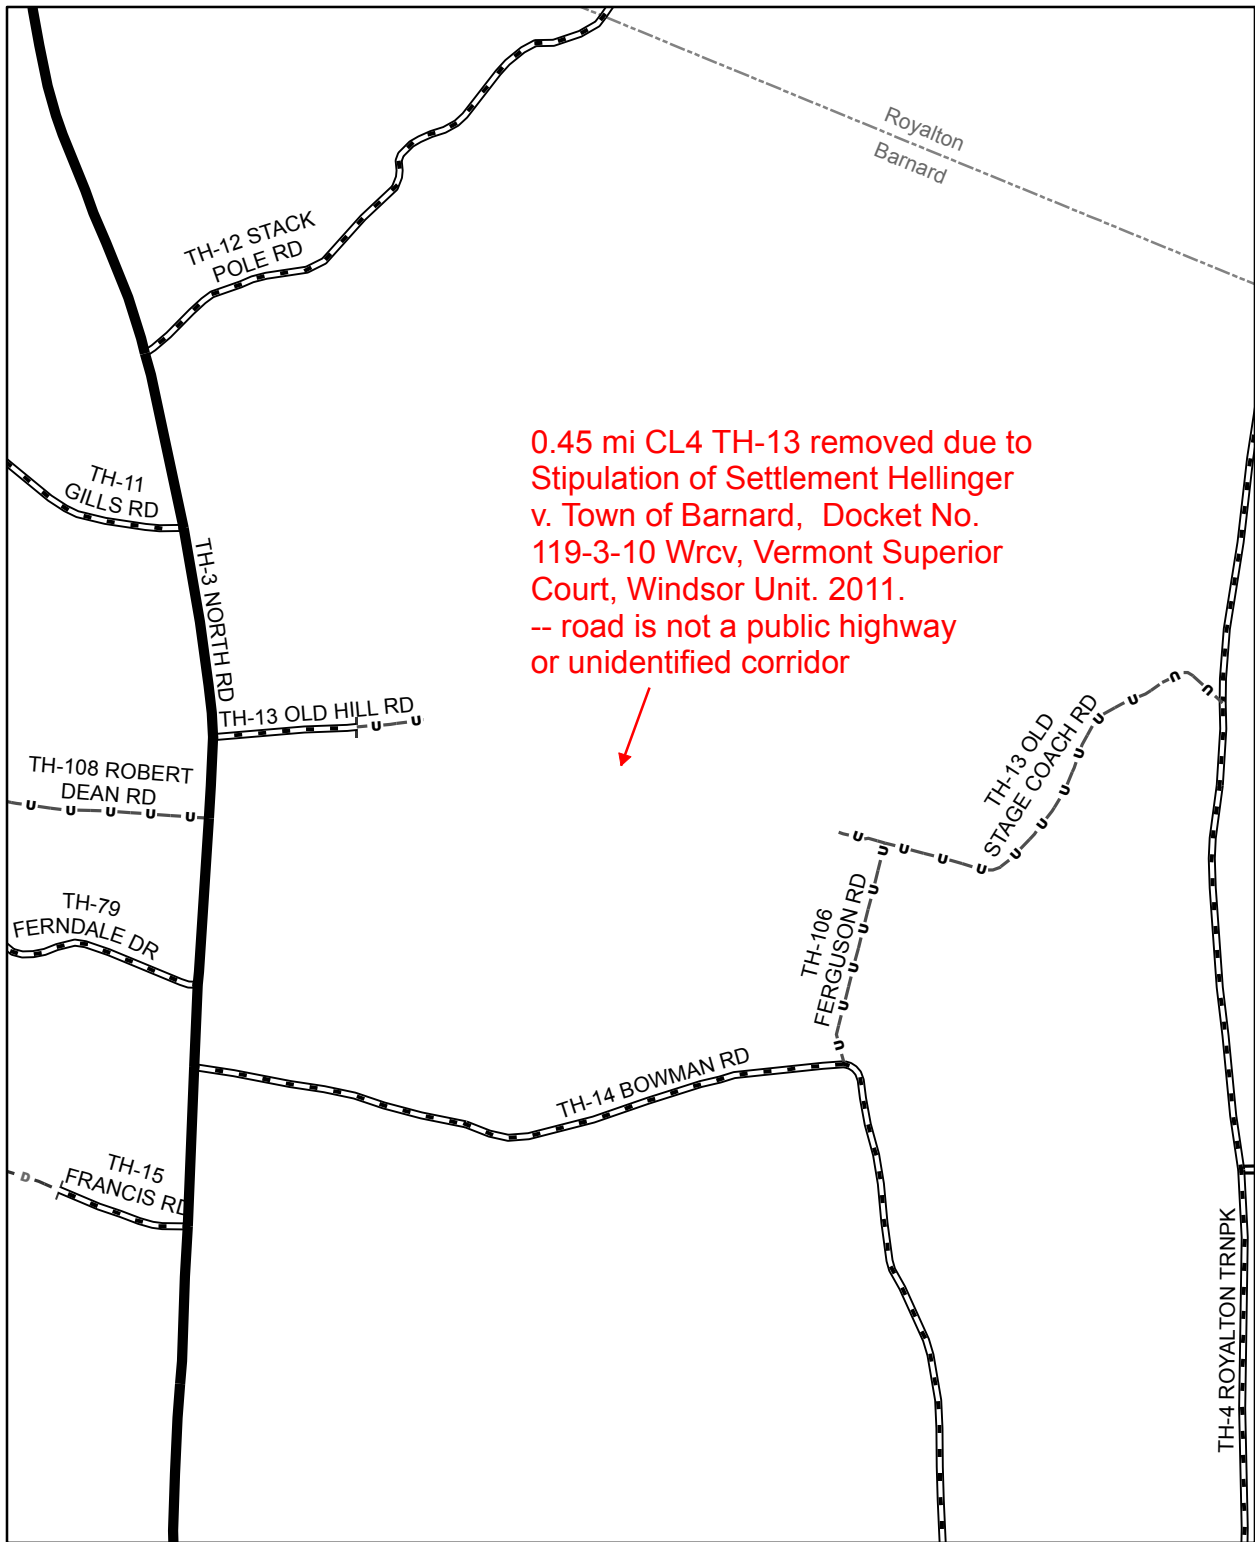 Royalton
Barnard
TH-12 STACK
POLE RD
0.45 mi CL4 TH-13 removed due to
Stipulation of Settlement Hellinger
v. Town of Barnard, Docket No.
119-3-10 Wrcv, Vermont Superior
Court, Windsor Unit. 2011.
-- road is not a public highway
or unidentified corridor
TH-11
GILLS RD
TH-3 NORTH RD
TH-13 OLD HILL RD
TH-13 OLD
STAGE COACH RD
TH-108 ROBERT
DEAN RD
TH-79
FERNDALE DR
TH-106
FERGUSON RD
TH-14 BOWMAN RD
TH-15
FRANCIS RD
TH-4 ROYALTON TRNPK